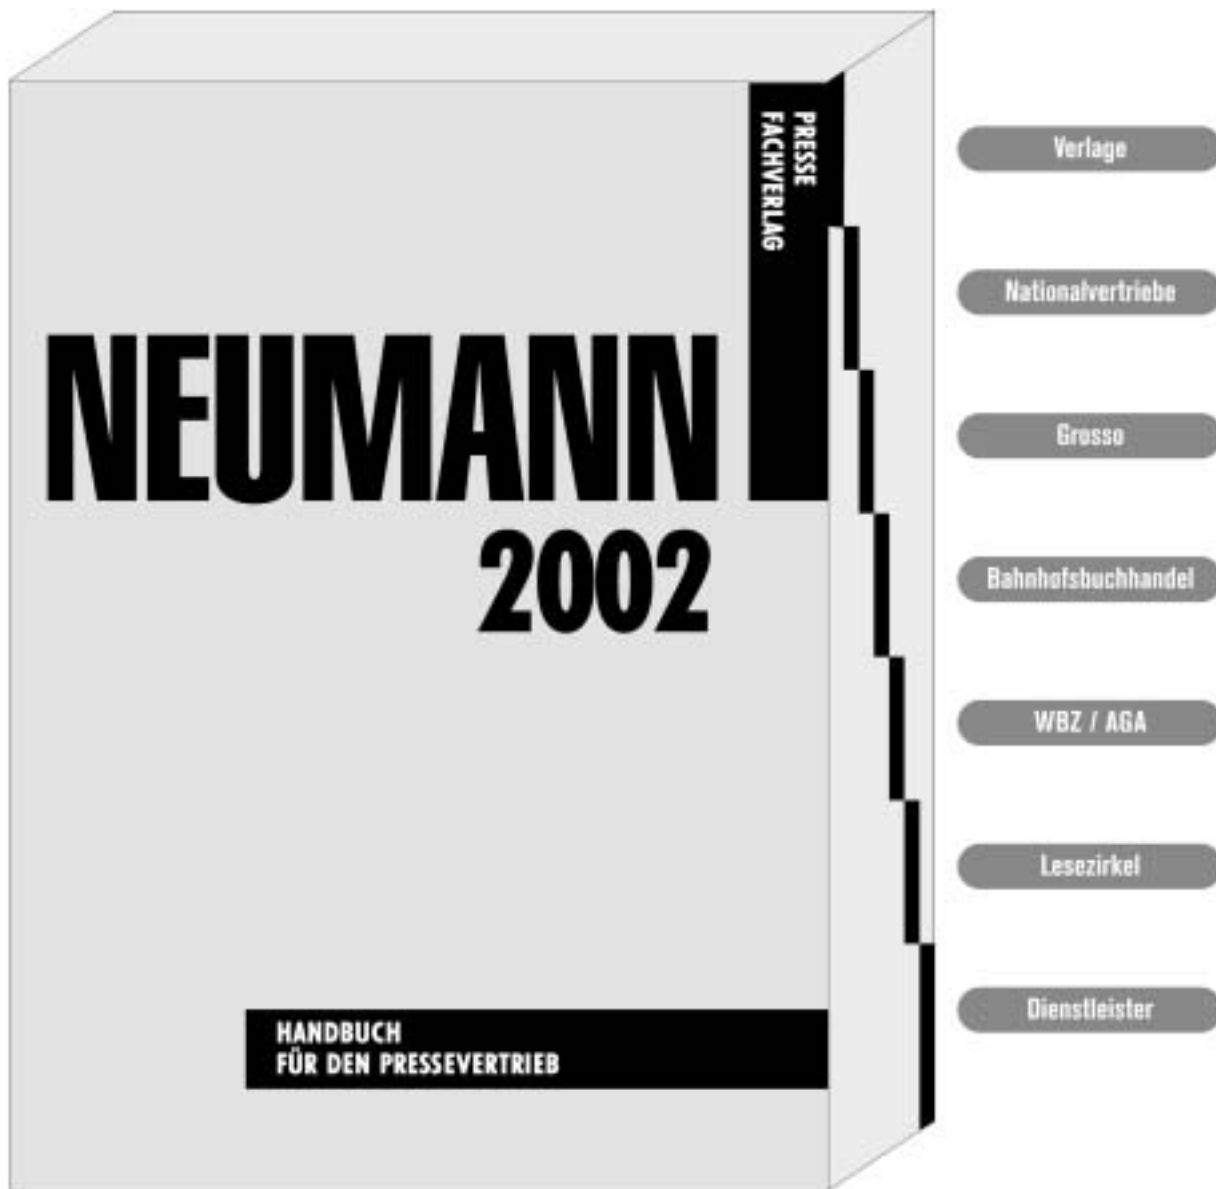 PRESSE
FACHVERLAG
NEUMANN
2002
HANDBUCH
FÜR DEN PRESSEVERTRIEB
Verlage
Nationalvertriebe
Grosso
Bahnhofsbuchhandel
WBZ / AGA
Lesezirkel
Dienstleister